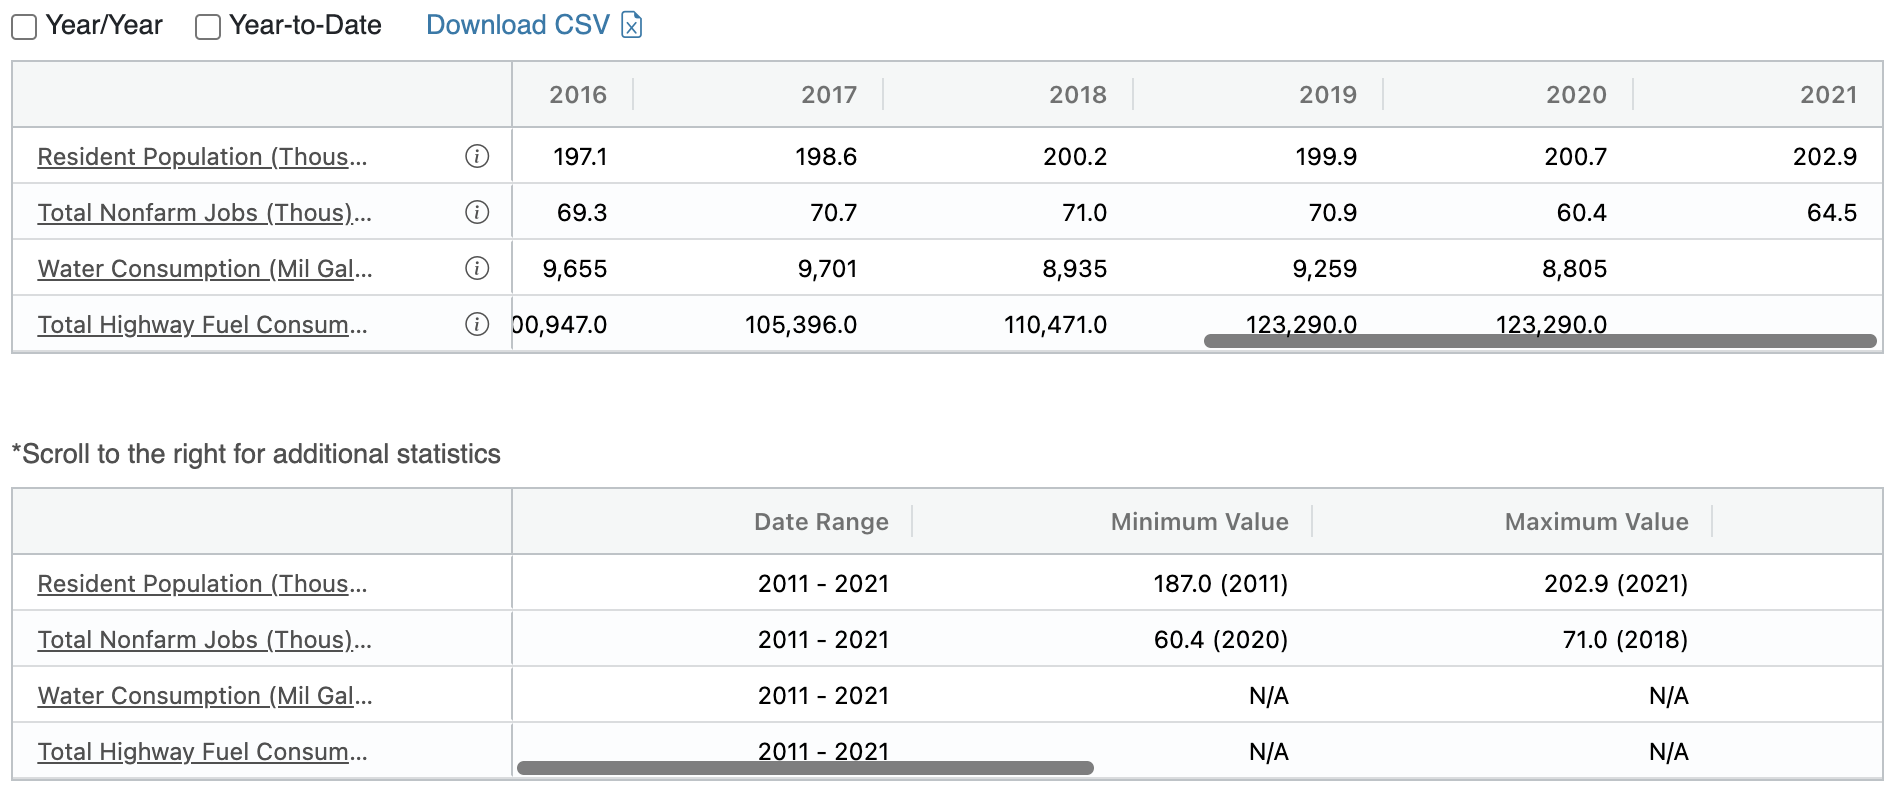 Year/Year Year-to-Date Download CSV
2016 2017 2018 2019 2020 2021
Resident Population (Thous... 197.1 198.6 200.2 199.9 200.7 202.9
Total Nonfarm Jobs (Thous)... 69.3 70.7 71.0 70.9 60.4 64.5
Water Consumption (Mil Gal... 9,655 9,701 8,935 9,259 8,805
Total Highway Fuel Consum... 00,947.0 105,396.0 110,471.0 123,290.0 123,290.0
*Scroll to the right for additional statistics
Date Range Minimum Value Maximum Value
Resident Population (Thous... 2011 - 2021 187.0 (2011) 202.9 (2021)
Total Nonfarm Jobs (Thous)... 2011 - 2021 60.4 (2020) 71.0 (2018)
Water Consumption (Mil Gal... 2011 - 2021 N/A N/A
Total Highway Fuel Consum... 2011 - 2021 N/A N/A